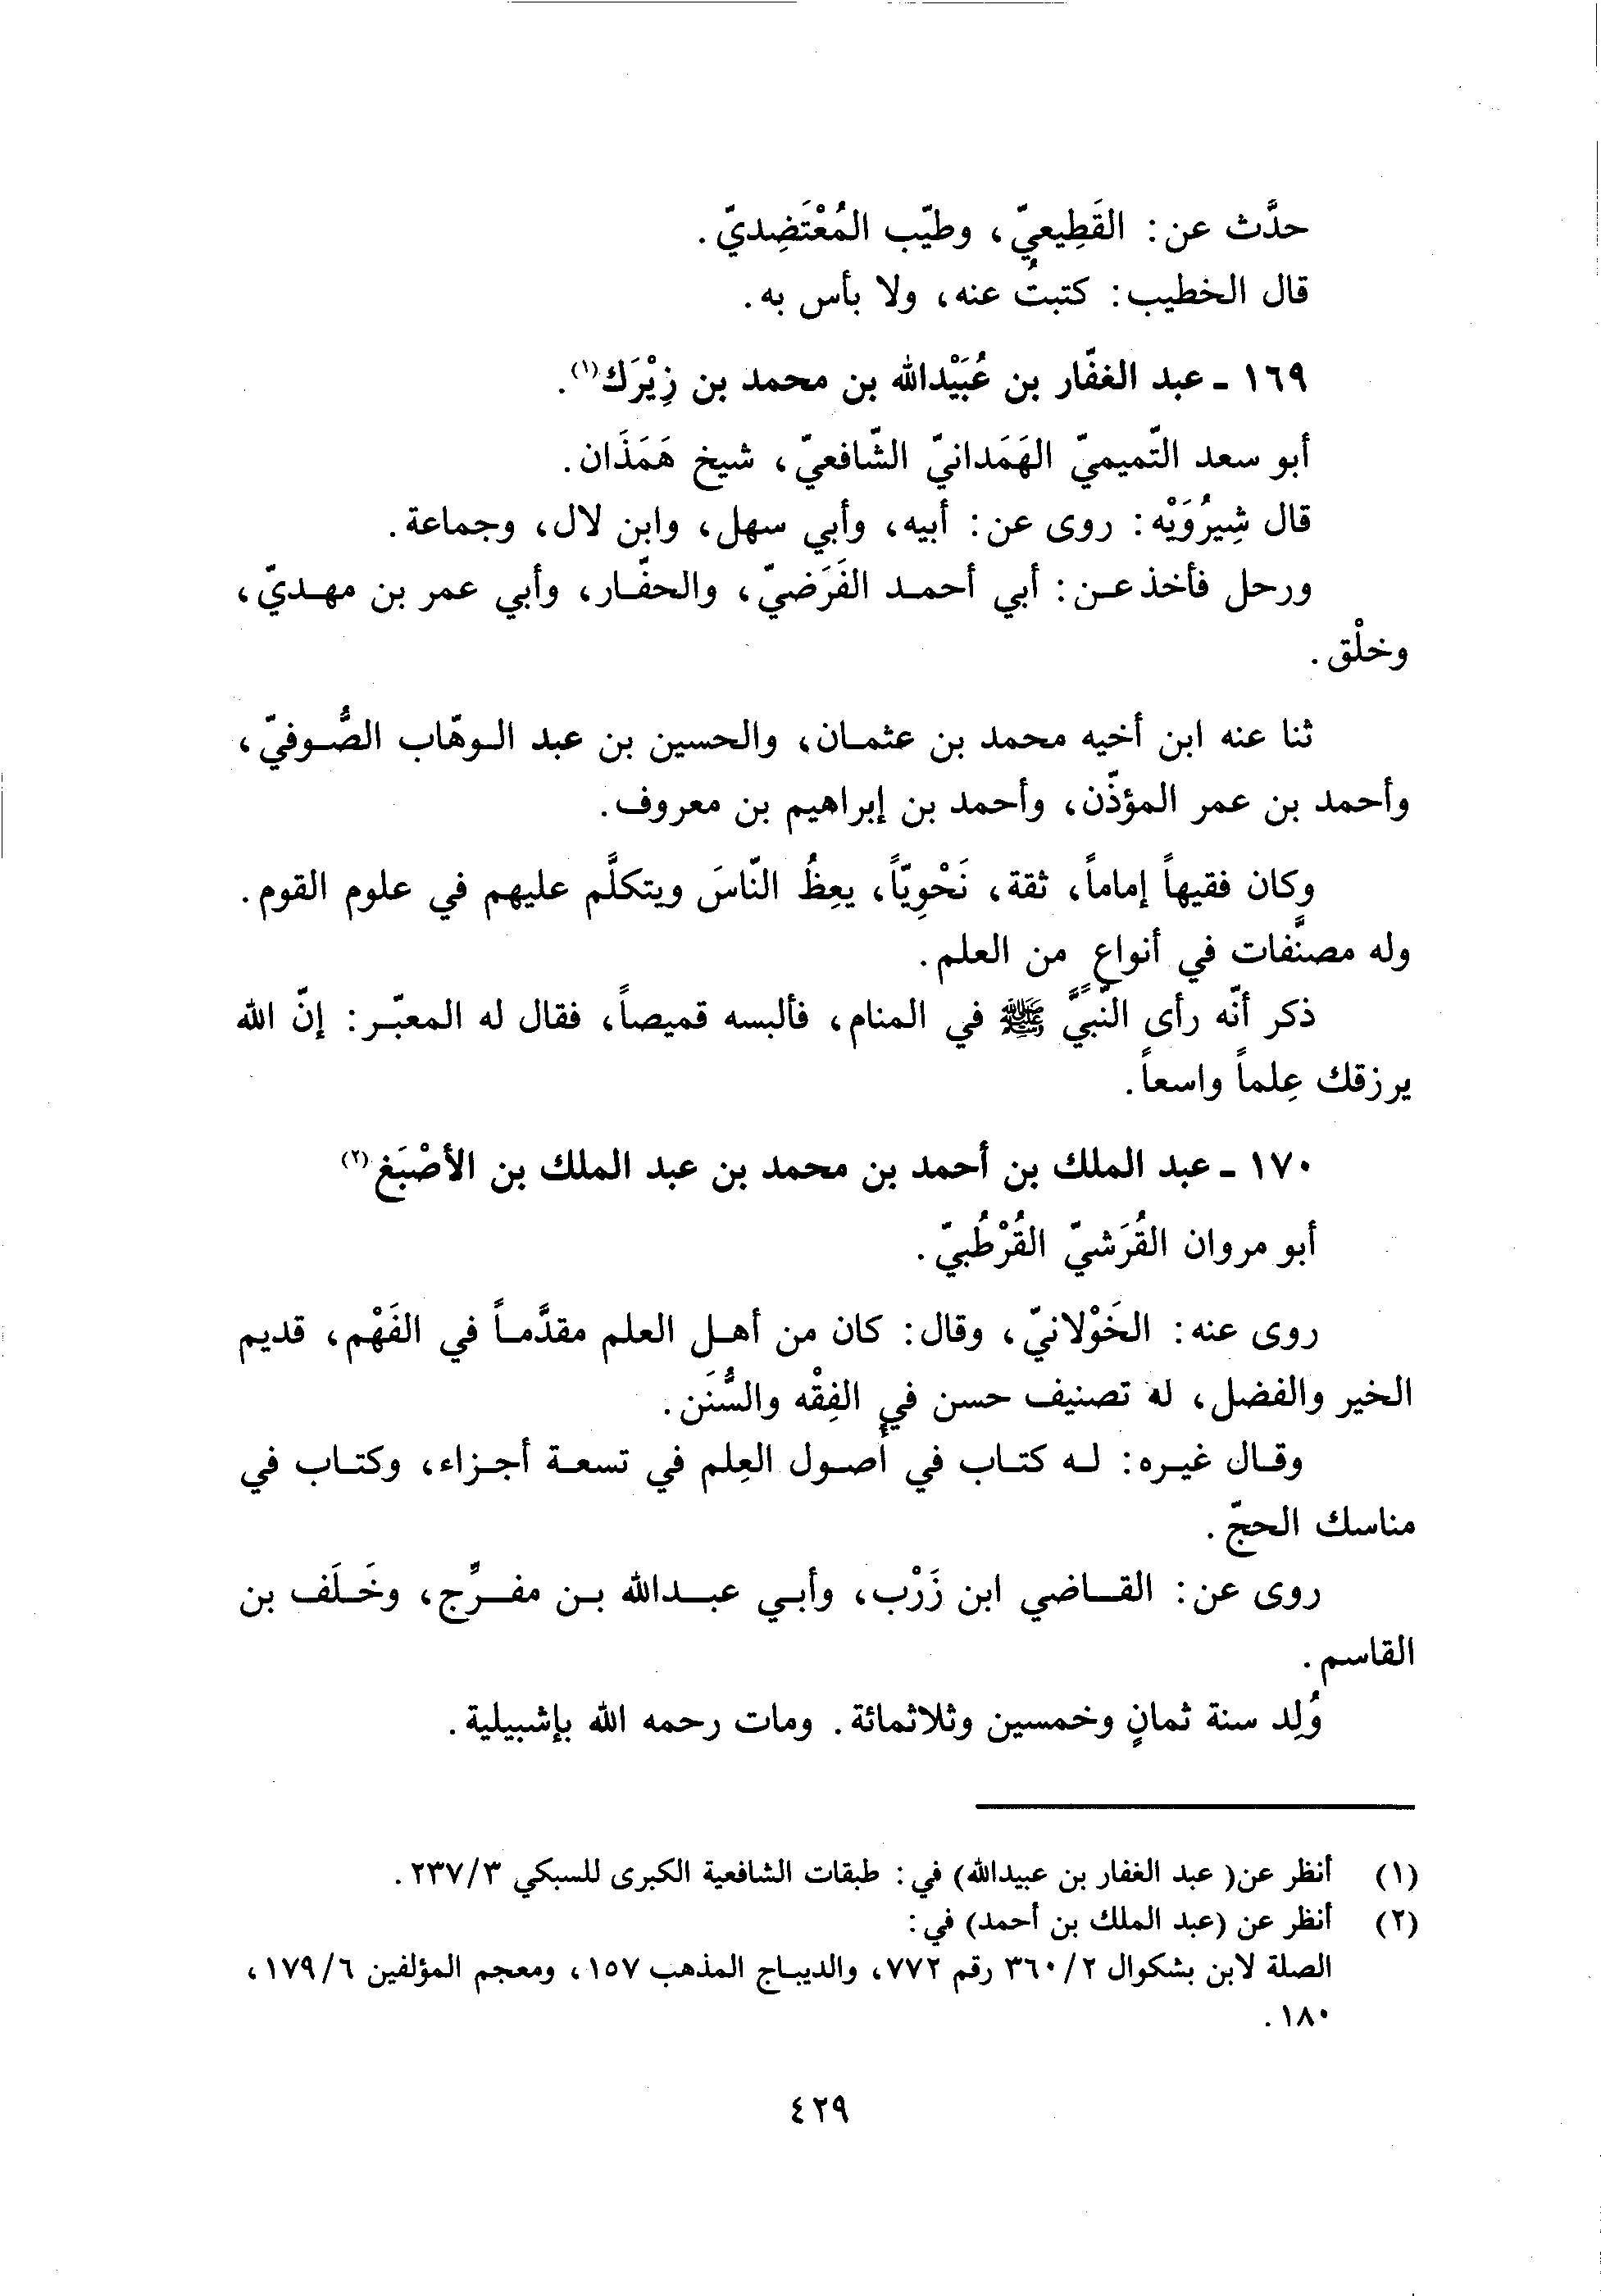 حدَّث عن: القَطِيعيّ، وطيّب المُعْتَضِديّ.
قال الخطيب: كتبتُ عنه، ولا بأس به.
١٦٩ ـ عبد الغفّار بن عُبَيْدالله بن محمد بن زِيْرَك(١).
أبو سعد التّميميّ الهَمَدانيّ الشّافعيّ، شيخ هَمَذَان.
قال شِيرُوَيْه: روى عن: أبيه، وأبي سهل، وابن لال، وجماعة.
ورحل فأخذ عن: أبي أحمد الفَرَضيّ، والحفّار، وأبي عمر بن مهديّ،
وخلْق.
ثنا عنه ابن أخيه محمد بن عثمان، والحسين بن عبد الوهّاب الصُّوفيّ،
وأحمد بن عمر المؤذّن، وأحمد بن إبراهيم بن معروف.
وكان فقيهاً إماماً، ثقة، نَحْوِيّاً، يعِظُ النّاسَ ويتكلَّم عليهم في علوم القوم.
وله مصنَّفات في أنواعٍ من العلم.
ذكر أنّه رأى النّبيَّ ﷺ في المنام، فألبسه قميصاً، فقال له المعبّر: إنّ الله
يرزقك عِلماً واسعاً.
١٧٠ ـ عبد الملك بن أحمد بن محمد بن عبد الملك بن الأصْبَغ(٢)
أبو مروان القُرَشيّ القُرْطُبيّ.
روى عنه: الخَوْلانيّ، وقال: كان من أهل العلم مقدَّماً في الفَهْم، قديم
الخير والفضل، له تصنيف حسن في الفِقْه والسُّنَن.
وقال غيره: له كتاب في أُصول العِلم في تسعة أجزاء، وكتاب في
مناسك الحجّ.
روى عن: القاضي ابن زَرْب، وأبي عبدالله بن مفرِّج، وخَلَف بن
القاسم.
وُلِد سنة ثمانٍ وخمسين وثلاثمائة. ومات رحمه الله بإشبيلية.
(١) أنظر عن( عبد الغفار بن عبيدالله) في: طبقات الشافعية الكبرى للسبكي ٢٣٧/٣.
(٢) أنظر عن (عبد الملك بن أحمد) في:
الصلة لابن بشكوال ٣٦٠/٢ رقم ٧٧٢، والديباج المذهب ١٥٧، ومعجم المؤلفين ١٧٩/٦،
١٨٠.
٤٢٩